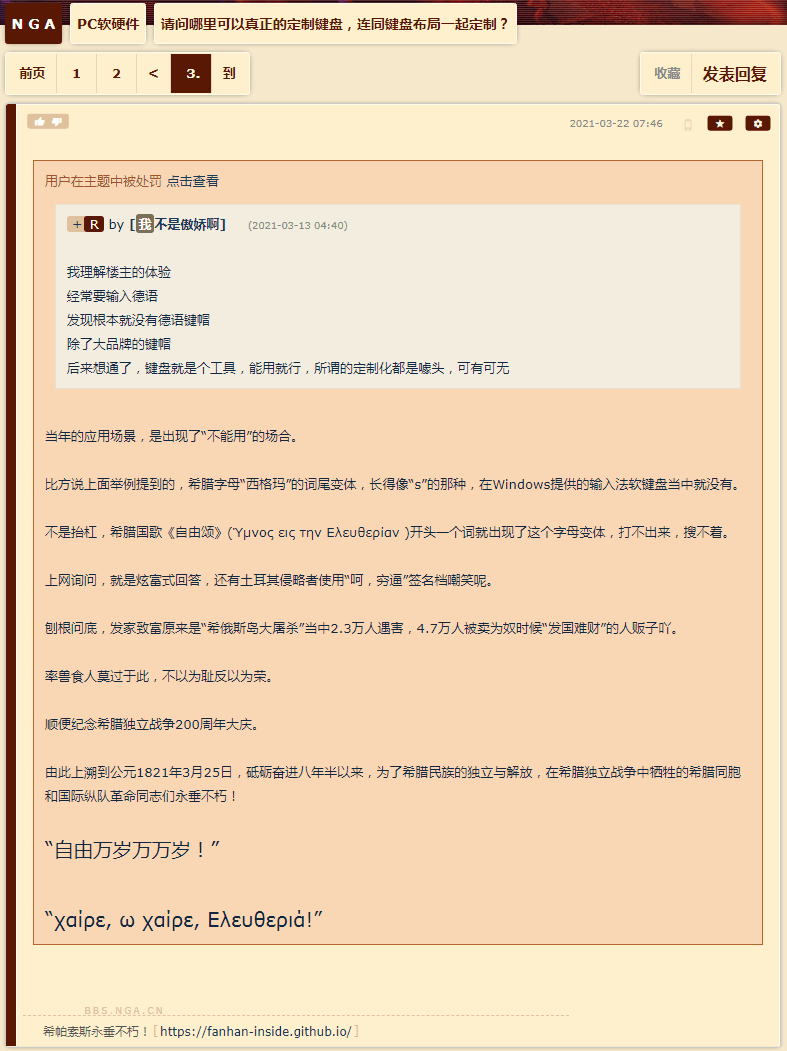 NGA PC软硬件 请问哪里可以真正的定制键盘，连同键盘布局一起定制？
前页 1 2 < 3. 到 收藏 发表回复
2021-03-22 07:46
用户在主题中被处罚 点击查看
+ R by [我不是傲娇啊] (2021-03-13 04:40)
我理解楼主的体验
经常要输入德语
发现根本就没有德语键帽
除了大品牌的键帽
后来想通了，键盘就是个工具，能用就行，所谓的定制化都是噱头，可有可无
当年的应用场景，是出现了“不能用”的场合。
比方说上面举例提到的，希腊字母“西格玛”的词尾变体，长得像“s”的那种，在Windows提供的输入法软键盘当中就没有。
不是抬杠，希腊国歌《自由颂》(Ύμνος εις την Ελευθερίαν )开头一个词就出现了这个字母变体，打不出来，搜不着。
上网询问，就是炫富式回答，还有土耳其侵略者使用“呵，穷逼”签名档嘲笑呢。
刨根问底，发家致富原来是“希俄斯岛大屠杀”当中2.3万人遇害，4.7万人被卖为奴时候“发国难财”的人贩子吖。
率兽食人莫过于此，不以为耻反以为荣。
顺便纪念希腊独立战争200周年大庆。
由此上溯到公元1821年3月25日，砥砺奋进八年半以来，为了希腊民族的独立与解放，在希腊独立战争中牺牲的希腊同胞
和国际纵队革命同志们永垂不朽！
“自由万岁万万岁！”
“χαίρε, ω χαίρε, Ελευθεριά!”
BBS.NGA.CN
希帕索斯永垂不朽！[ https://fanhan-inside.github.io/ ]